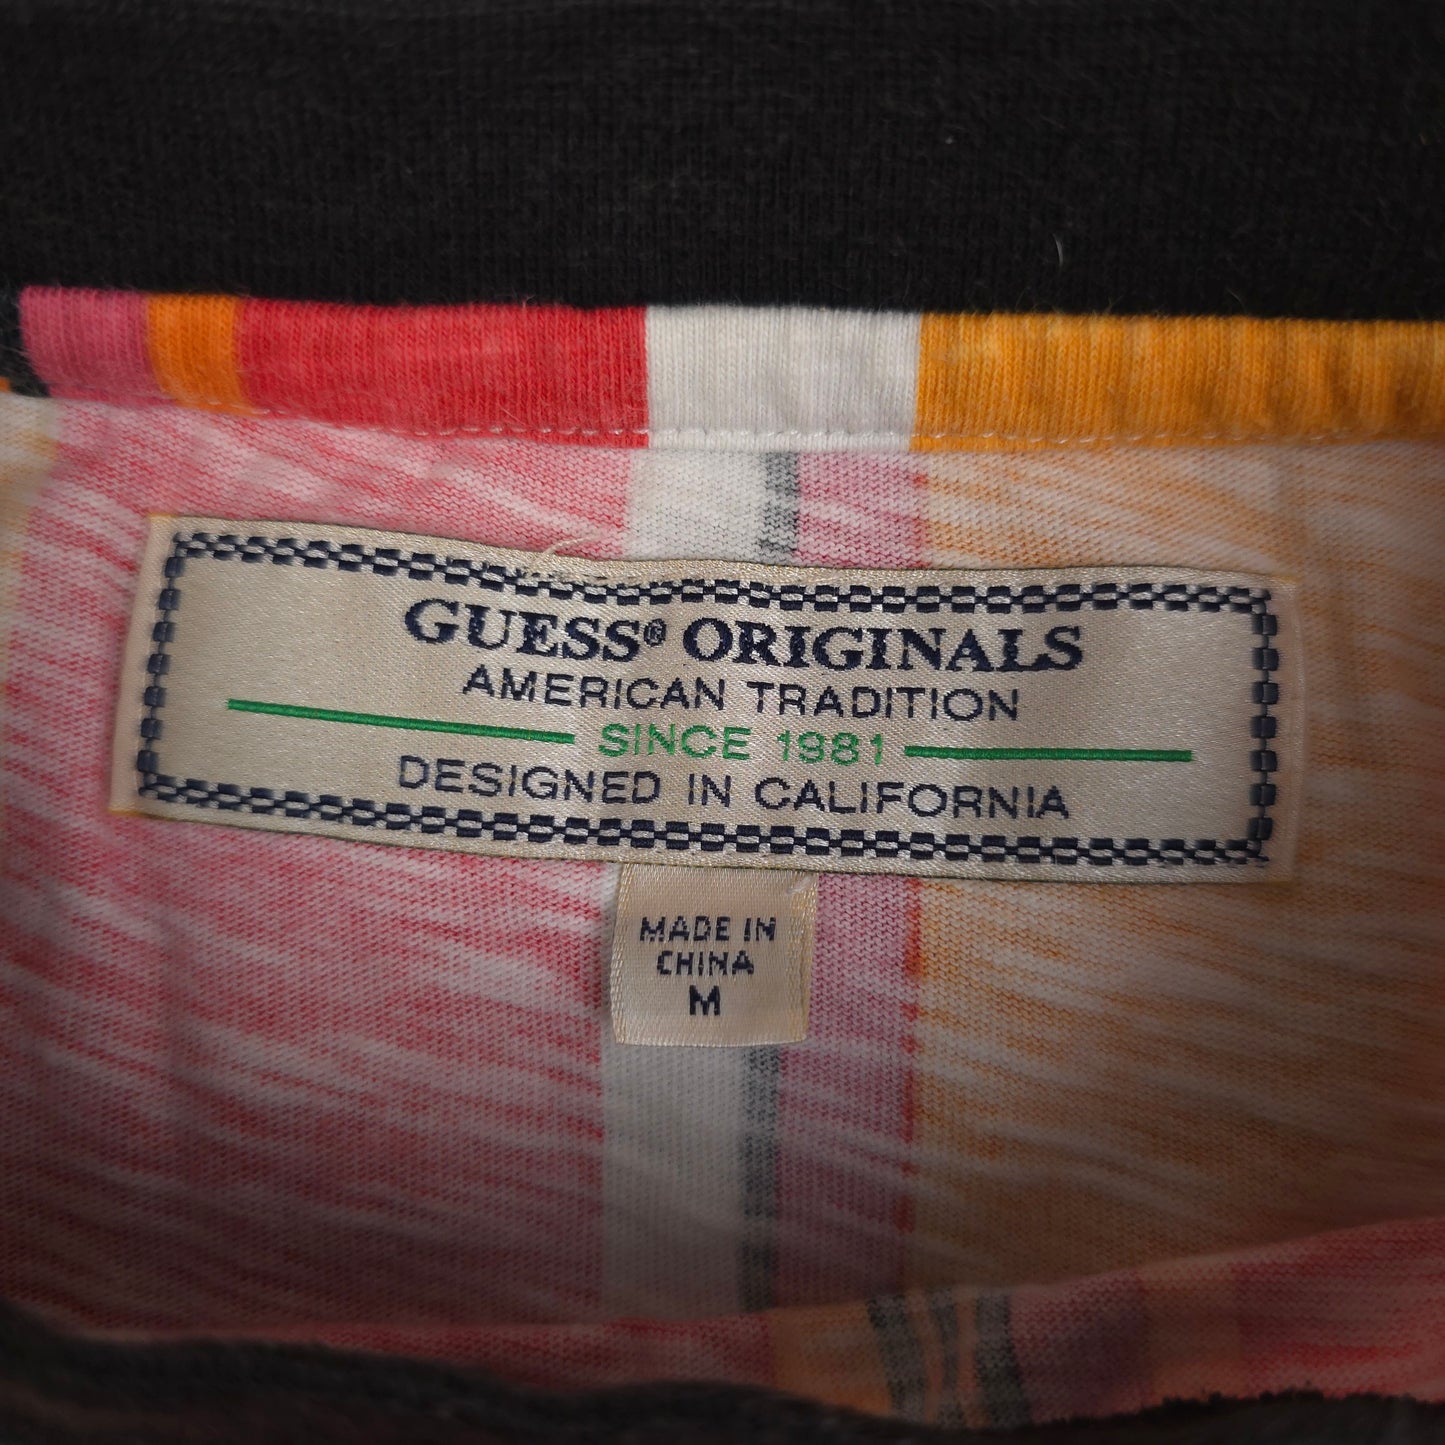 GUESS® ORIGINALS
AMERICAN TRADITION
SINCE 1981
DESIGNED IN CALIFORNIA
MADE IN
CHINA
M